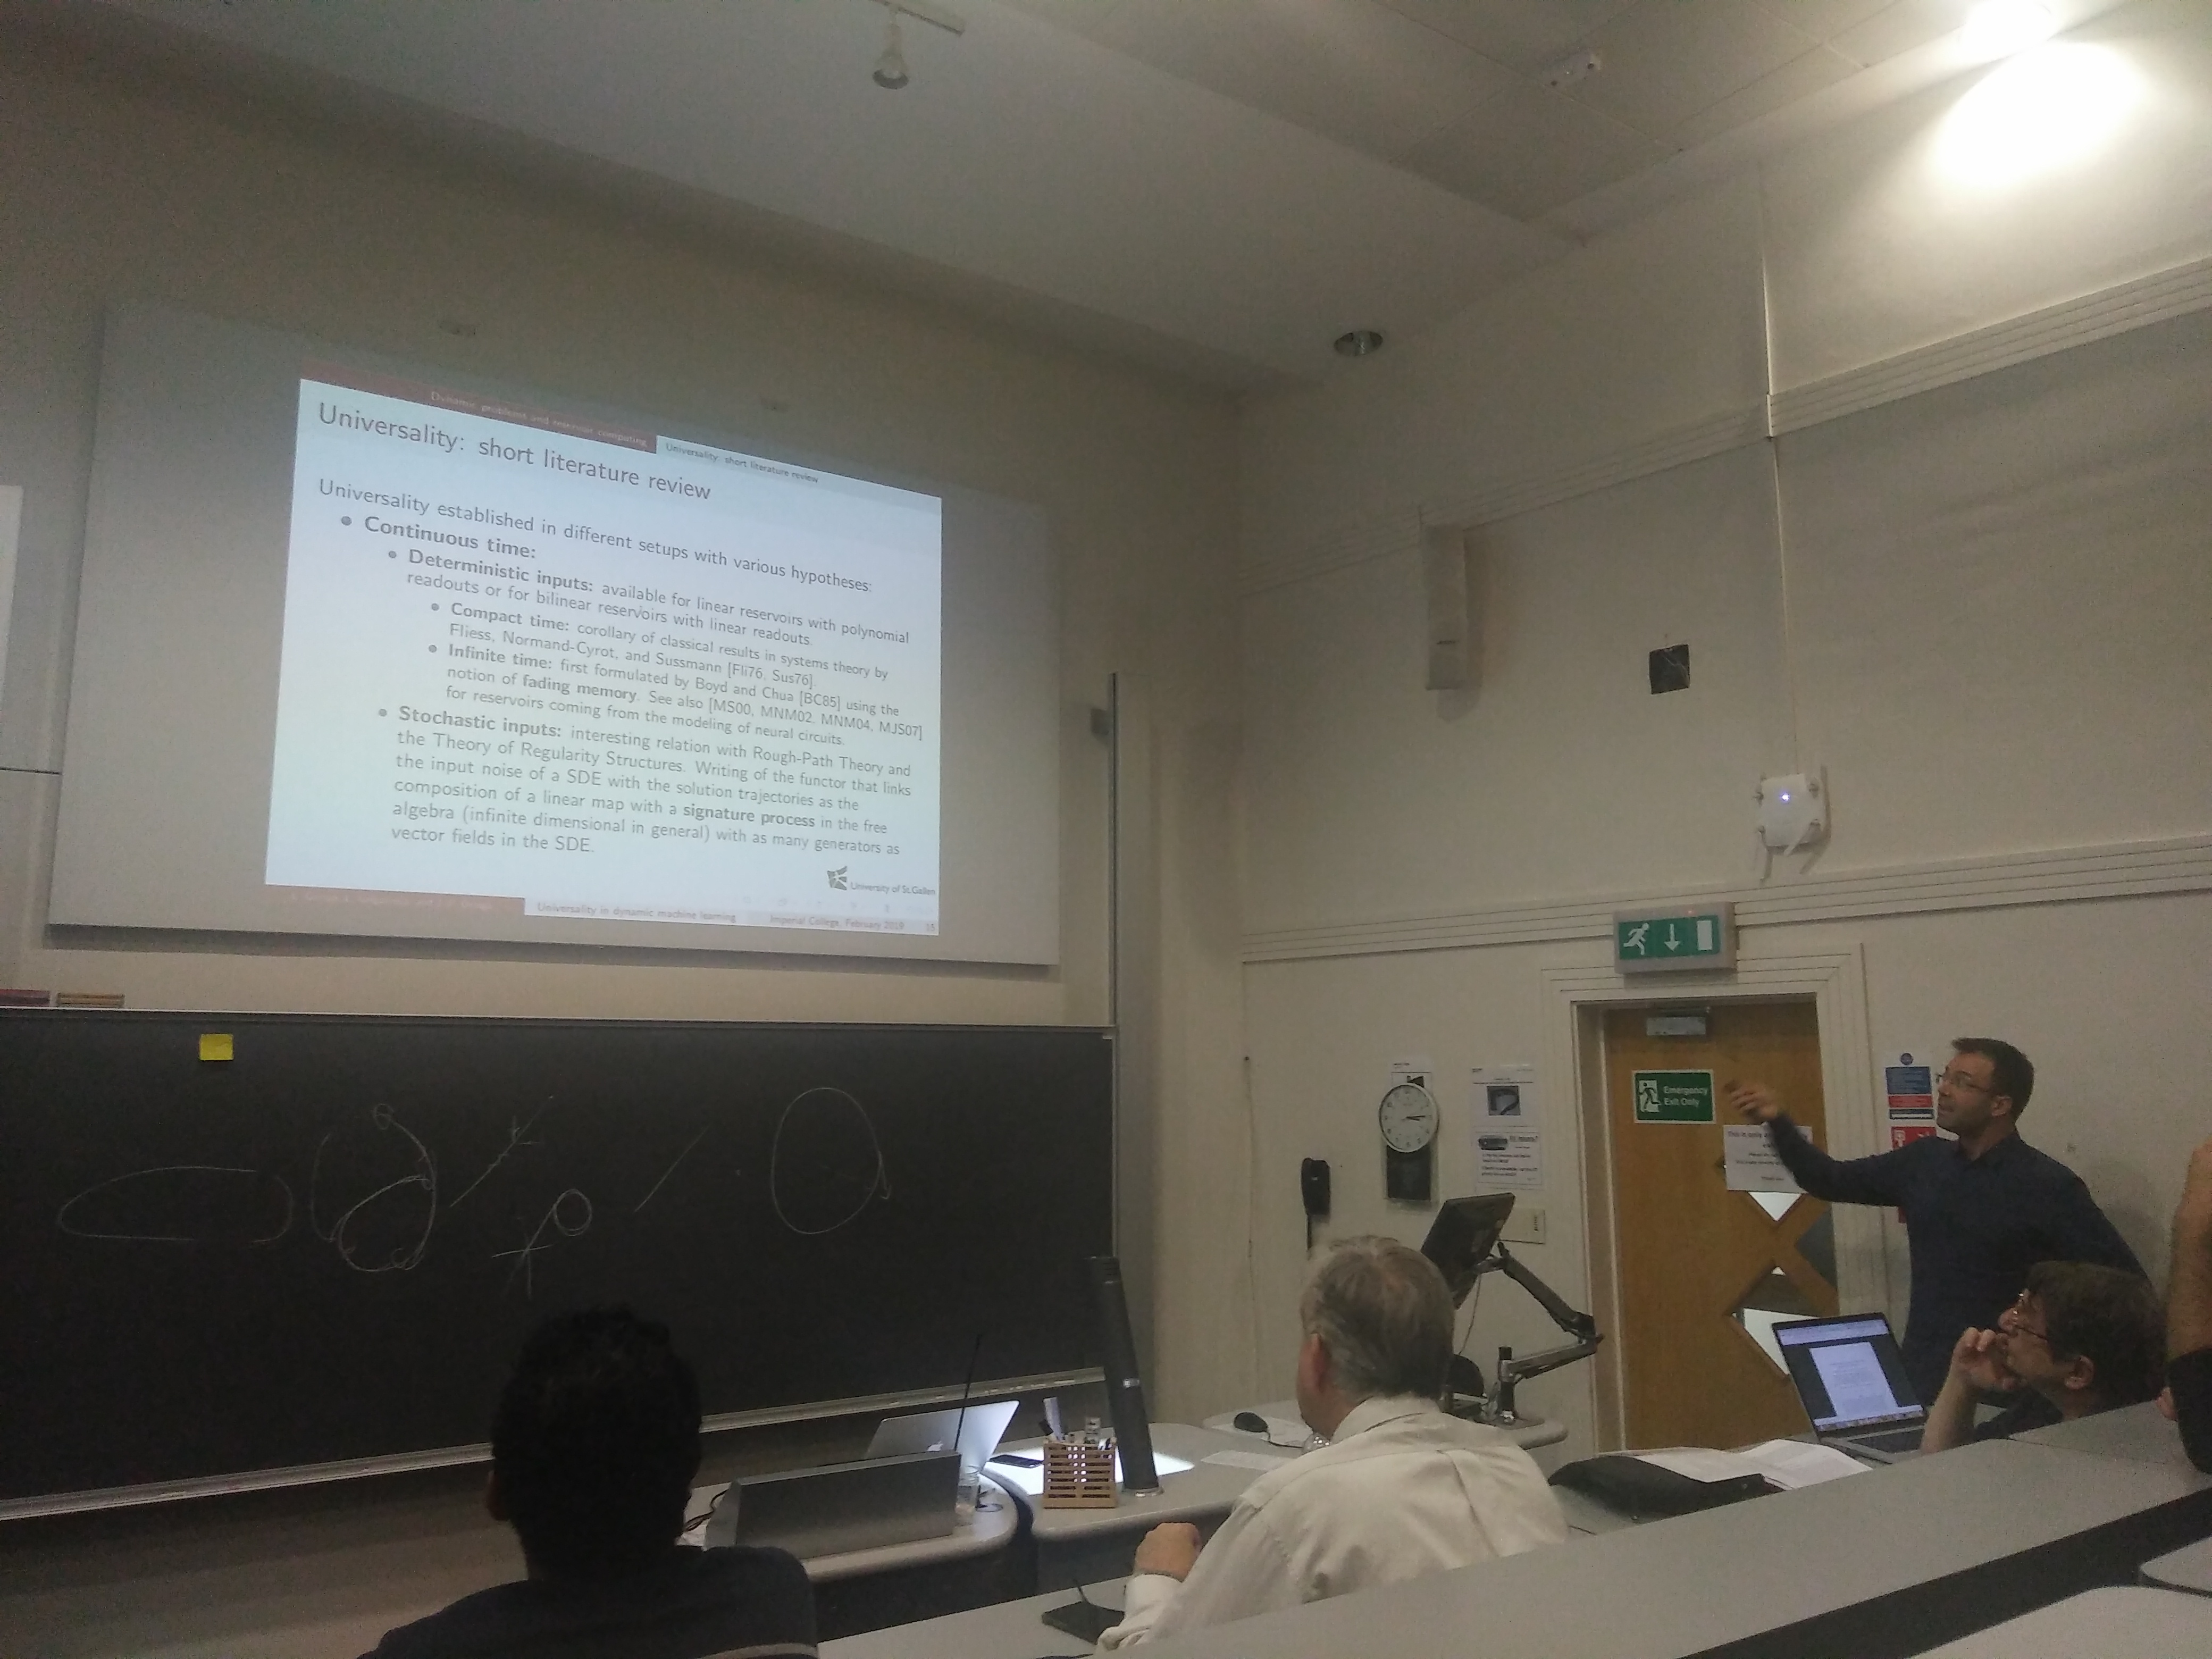 Dynamic problems and reservoir computing
Universality: short literature review
Universality: short literature review
Universality established in different setups with various hypotheses:
Continuous time:
Deterministic inputs: available for linear reservoirs with polynomial
readouts or for bilinear reservoirs with linear readouts.
Compact time: corollary of classical results in systems theory by
Fliess, Normand-Cyrot, and Sussmann [Fli76, Sus76].
Infinite time: first formulated by Boyd and Chua [BC85] using the
notion of fading memory. See also [MS00, MNM02, MNM04, MJS07]
for reservoirs coming from the modeling of neural circuits.
Stochastic inputs: interesting relation with Rough-Path Theory and
the Theory of Regularity Structures. Writing of the functor that links
the input noise of a SDE with the solution trajectories as the
composition of a linear map with a signature process in the free
algebra (infinite dimensional in general) with as many generators as
vector fields in the SDE.
University of St.Gallen
Universality in dynamic machine learning
Imperial College, February 2019
Emergency
Exit Only